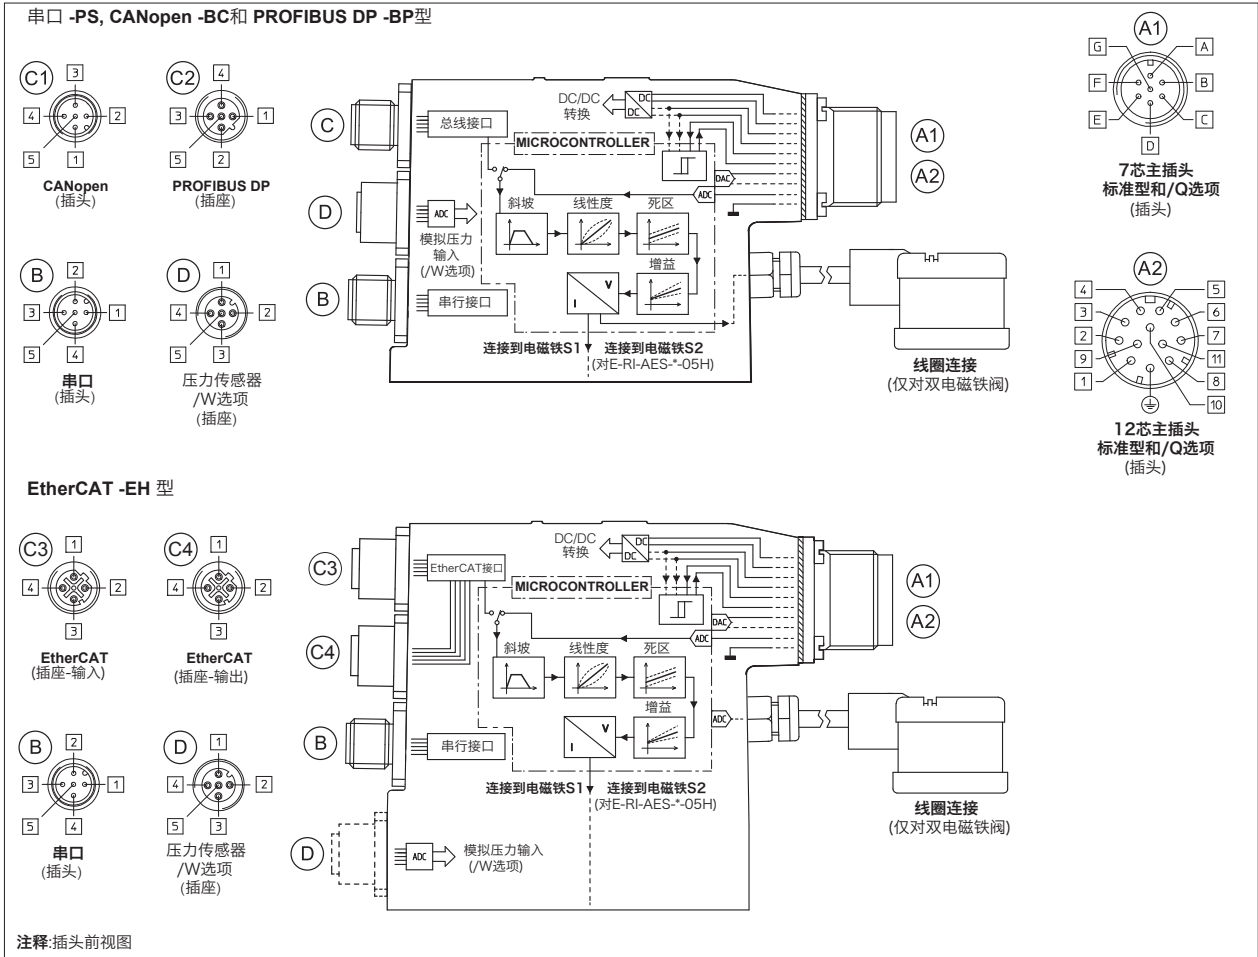 串口 -PS, CANopen -BC和 PROFIBUS DP -BP型
C1
3
4
2
5
1
CANopen
(插头)
C2
4
3
1
5
2
PROFIBUS DP
(插座)
B
2
3
1
5
4
串口
(插头)
D
1
4
2
5
3
压力传感器
/W选项
(插座)
C
总线接口
DC/DC
转换
DC
DC
MICROCONTROLLER
DAC
ADC
A1
A2
D
ADC
模拟压力
输入
(/W选项)
斜坡
线性度
死区
增益
V
I
B
串行接口
连接到电磁铁S1
连接到电磁铁S2
(对E-RI-AES-*-05H)
线圈连接
(仅对双电磁铁阀)
A1
G
A
F
B
E
C
D
7芯主插头
标准型和/Q选项
(插头)
A2
4
5
3
6
2
7
9
11
1
8
10
12芯主插头
标准型和/Q选项
(插头)
EtherCAT -EH 型
C3
1
4
2
3
EtherCAT
(插座-输入)
C4
1
4
2
3
EtherCAT
(插座-输出)
B
2
3
1
5
4
串口
(插头)
D
1
4
2
5
3
压力传感器
/W选项
(插座)
C3
EtherCAT接口
DC/DC
转换
DC
DC
MICROCONTROLLER
DAC
ADC
A1
A2
C4
斜坡
线性度
死区
增益
ADC
V
I
B
串行接口
连接到电磁铁S1
连接到电磁铁S2
(对E-RI-AES-*-05H)
线圈连接
(仅对双电磁铁阀)
D
ADC
模拟压力输入
(/W选项)
注释:插头前视图